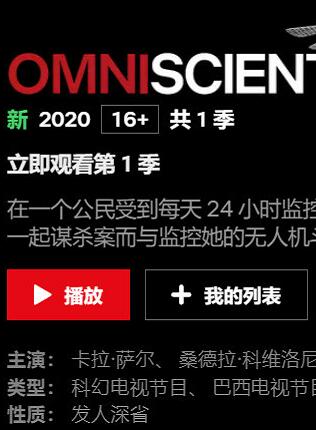 OMNISCIENT
新 2020 16+ 共 1 季
立即观看第 1 季
在一个公民受到每天 24 小时监控
一起谋杀案而与监控她的无人机斗
播放 我的列表
主演： 卡拉·萨尔、 桑德拉·科维洛尼
类型： 科幻电视节目、 巴西电视节目
性质： 发人深省